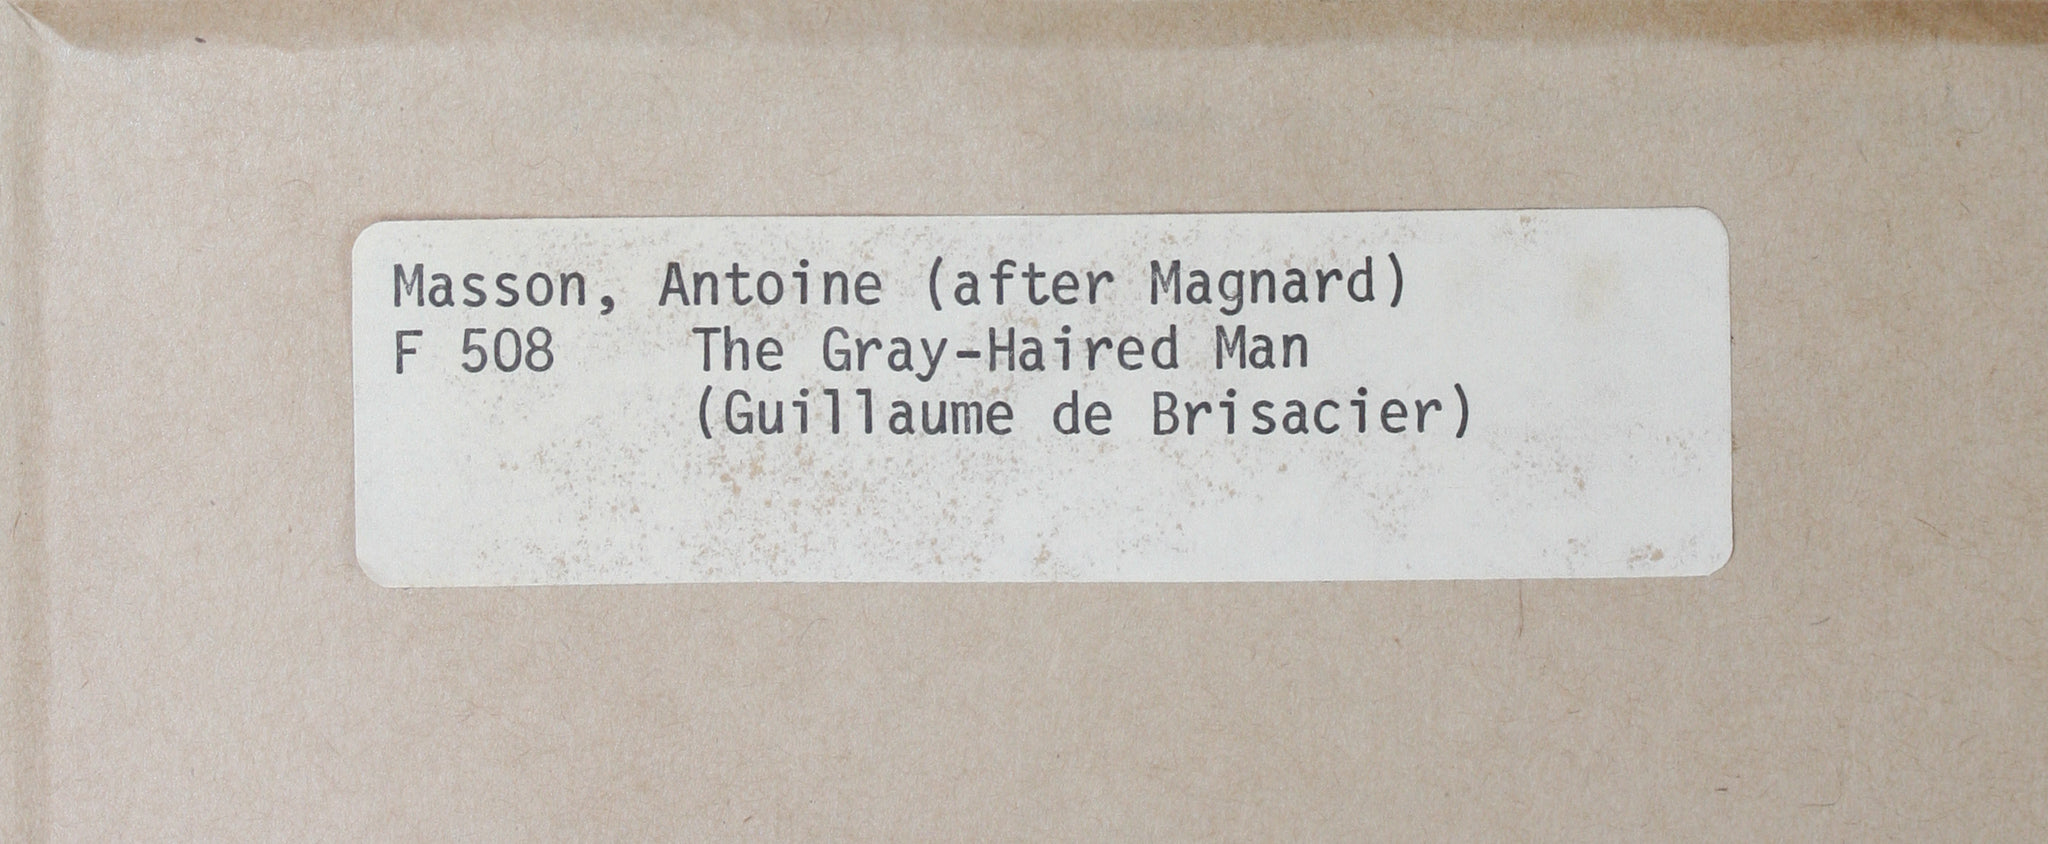 Masson, Antoine (after Magnard)
F 508 The Gray-Haired Man
(Guillaume de Brisacier)